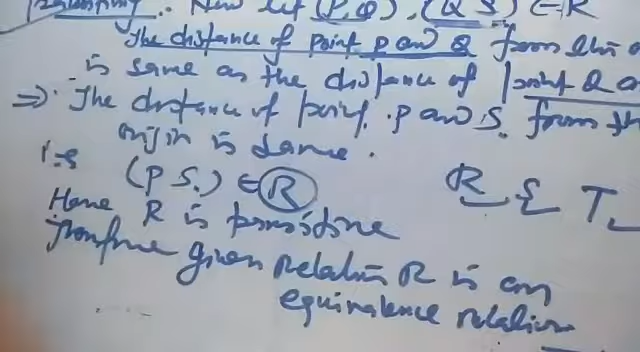 Now let (P,Q), (Q S) ∈ R
The distance of point P and Q from the
is same as the distance of point Q a
⇒ The distance of point P and S from th
origin is same.
i.e (P S.) ∈ R
Hence R is transitive
R S T
Therefore given relation R is an
equivalence relation